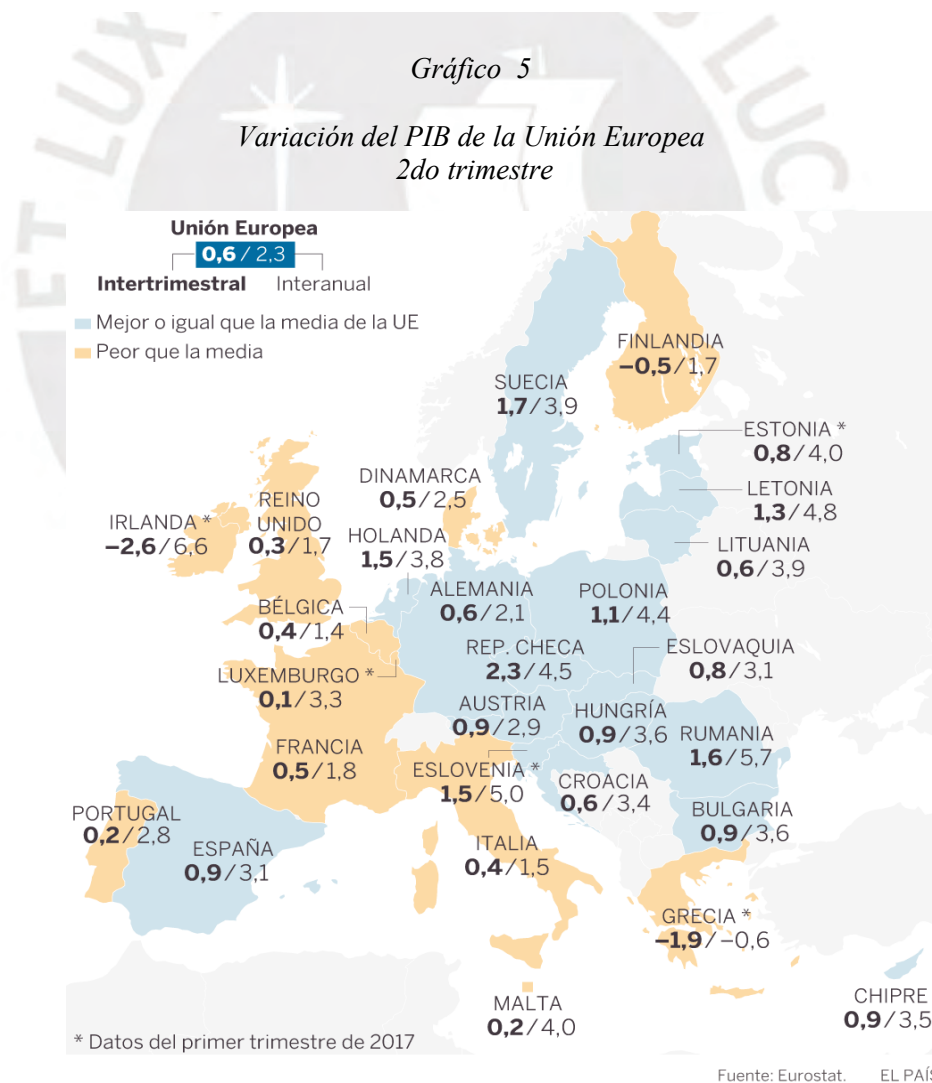 ET LUX
LUC
Gráfico 5
Variación del PIB de la Unión Europea
2do trimestre
Unión Europea
0,6 / 2,3
Intertrimestral Interanual
Mejor o igual que la media de la UE
Peor que la media
FINLANDIA
–0,5/1,7
SUECIA
1,7/3,9
ESTONIA *
0,8/4,0
DINAMARCA
0,5/2,5
LETONIA
1,3/4,8
REINO
UNIDO
0,3/1,7
IRLANDA *
–2,6/6,6
HOLANDA
1,5/3,8
LITUANIA
0,6/3,9
ALEMANIA
0,6/2,1
POLONIA
1,1/4,4
BÉLGICA
0,4/1,4
REP. CHECA
2,3/4,5
ESLOVAQUIA
0,8/3,1
LUXEMBURGO *
0,1/3,3
AUSTRIA
0,9/2,9
HUNGRÍA
0,9/3,6
RUMANIA
1,6/5,7
FRANCIA
0,5/1,8
ESLOVENIA *
1,5/5,0
CROACIA
0,6/3,4
BULGARIA
0,9/3,6
PORTUGAL
0,2/2,8
ESPAÑA
0,9/3,1
ITALIA
0,4/1,5
GRECIA *
–1,9/–0,6
MALTA
0,2/4,0
CHIPRE
0,9/3,5
* Datos del primer trimestre de 2017
Fuente: Eurostat. EL PAÍS